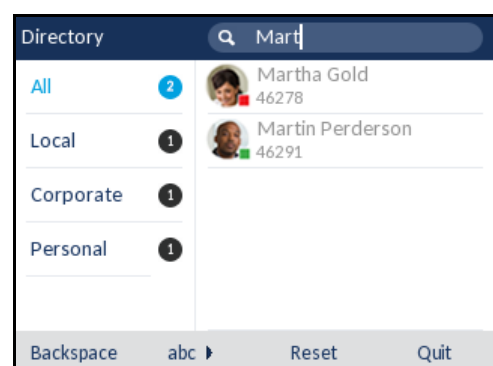 Directory
Mart
All 2
Local 1
Corporate 1
Personal 1
Martha Gold
46278
Martin Perderson
46291
Backspace abc Reset Quit